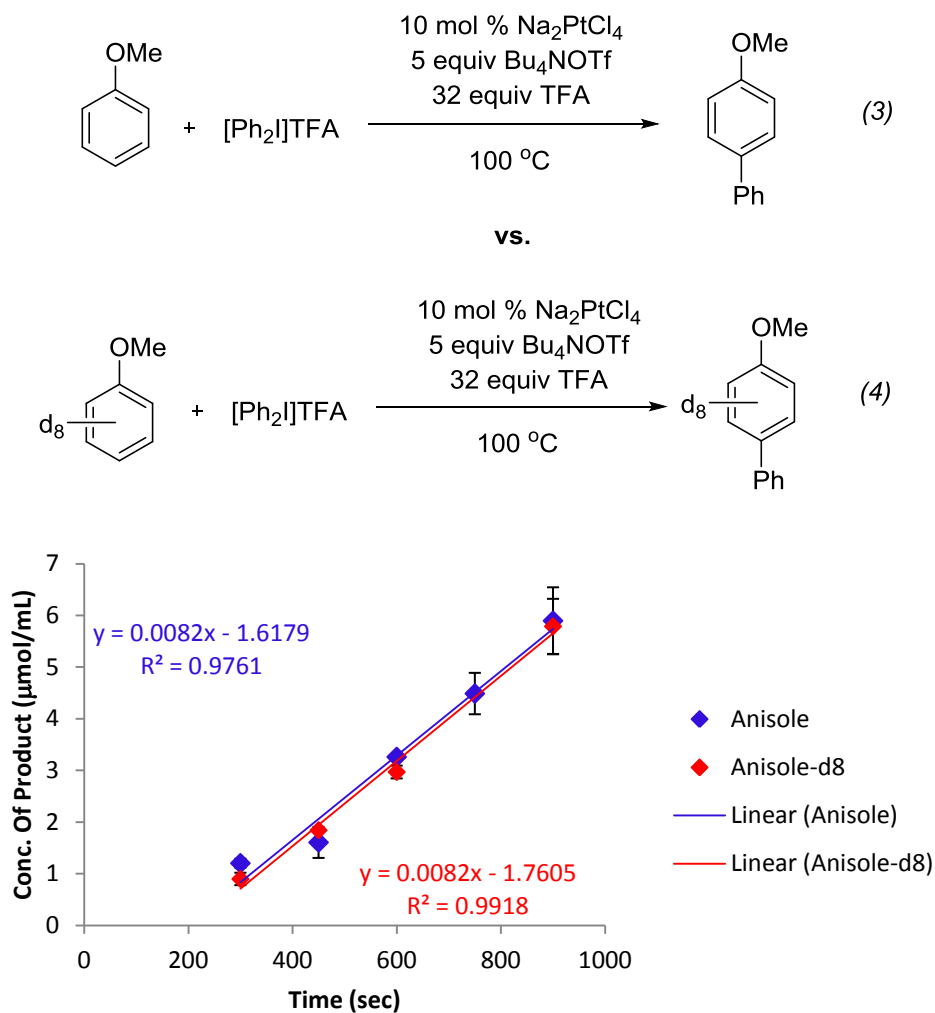 10 mol % Na₂PtCl₄
5 equiv Bu₄NOTf
32 equiv TFA
100 °C
OMe
+
[Ph₂I]TFA
OMe
Ph
(3)
vs.
10 mol % Na₂PtCl₄
5 equiv Bu₄NOTf
32 equiv TFA
100 °C
OMe
d₈
+
[Ph₂I]TFA
OMe
d₈
Ph
(4)
Conc. Of Product (µmol/mL)
7
6
5
4
3
2
1
0
y = 0.0082x - 1.6179
R² = 0.9761
y = 0.0082x - 1.7605
R² = 0.9918
0 200 400 600 800 1000
Time (sec)
Anisole
Anisole-d8
Linear (Anisole)
Linear (Anisole-d8)